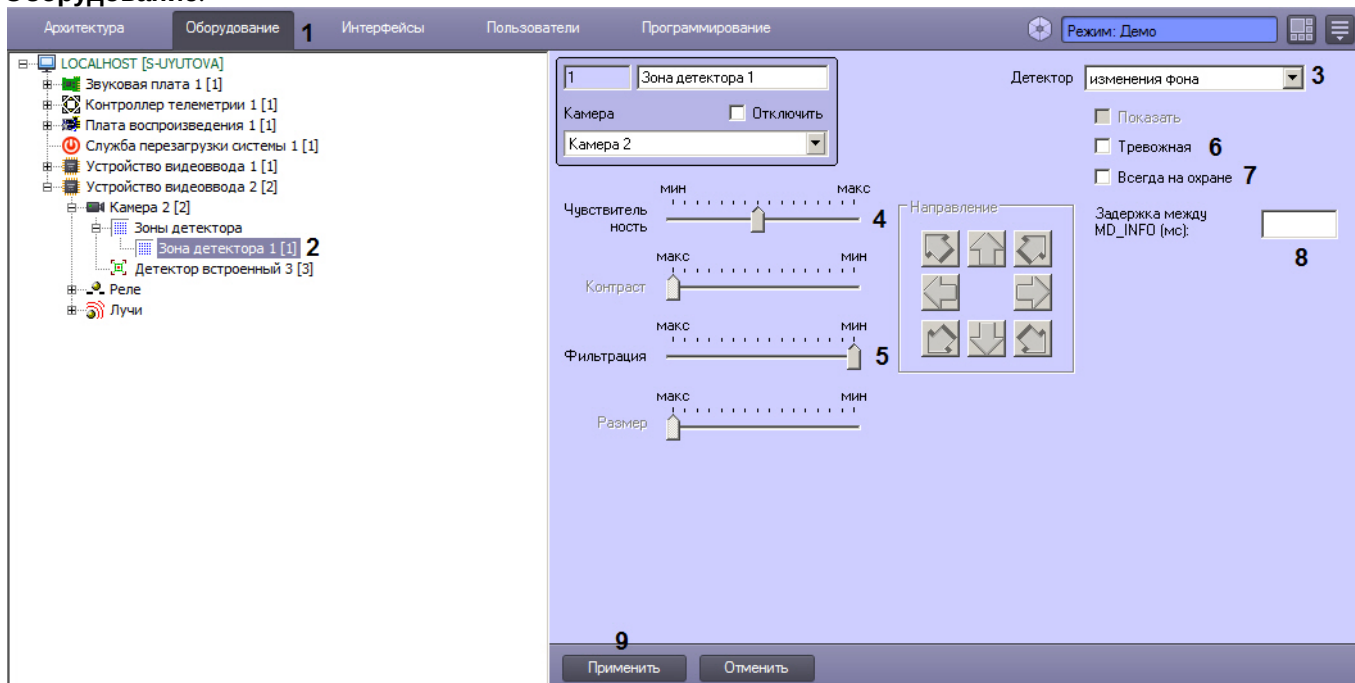 Оборудование.
Архитектура Оборудование 1 Интерфейсы Пользователи Программирование Режим: Демо
LOCALHOST [S-UYUTOVA]
Звуковая плата 1 [1]
Контроллер телеметрии 1 [1]
Плата воспроизведения 1 [1]
Служба перезагрузки системы 1 [1]
Устройство видеоввода 1 [1]
Устройство видеоввода 2 [2]
Камера 2 [2]
Зоны детектора
Зона детектора 1 [1] 2
Детектор встроенный 3 [3]
Реле
Лучи
1 Зона детектора 1
Камера Отключить
Камера 2
Детектор изменения фона 3
Показать
Тревожная 6
Всегда на охране 7
Задержка между
MD_INFO (мс):
8
мин макс
Чувствитель
ность 4
макс мин
Контраст
макс мин
Фильтрация 5
макс мин
Размер
Направление
9
Применить Отменить